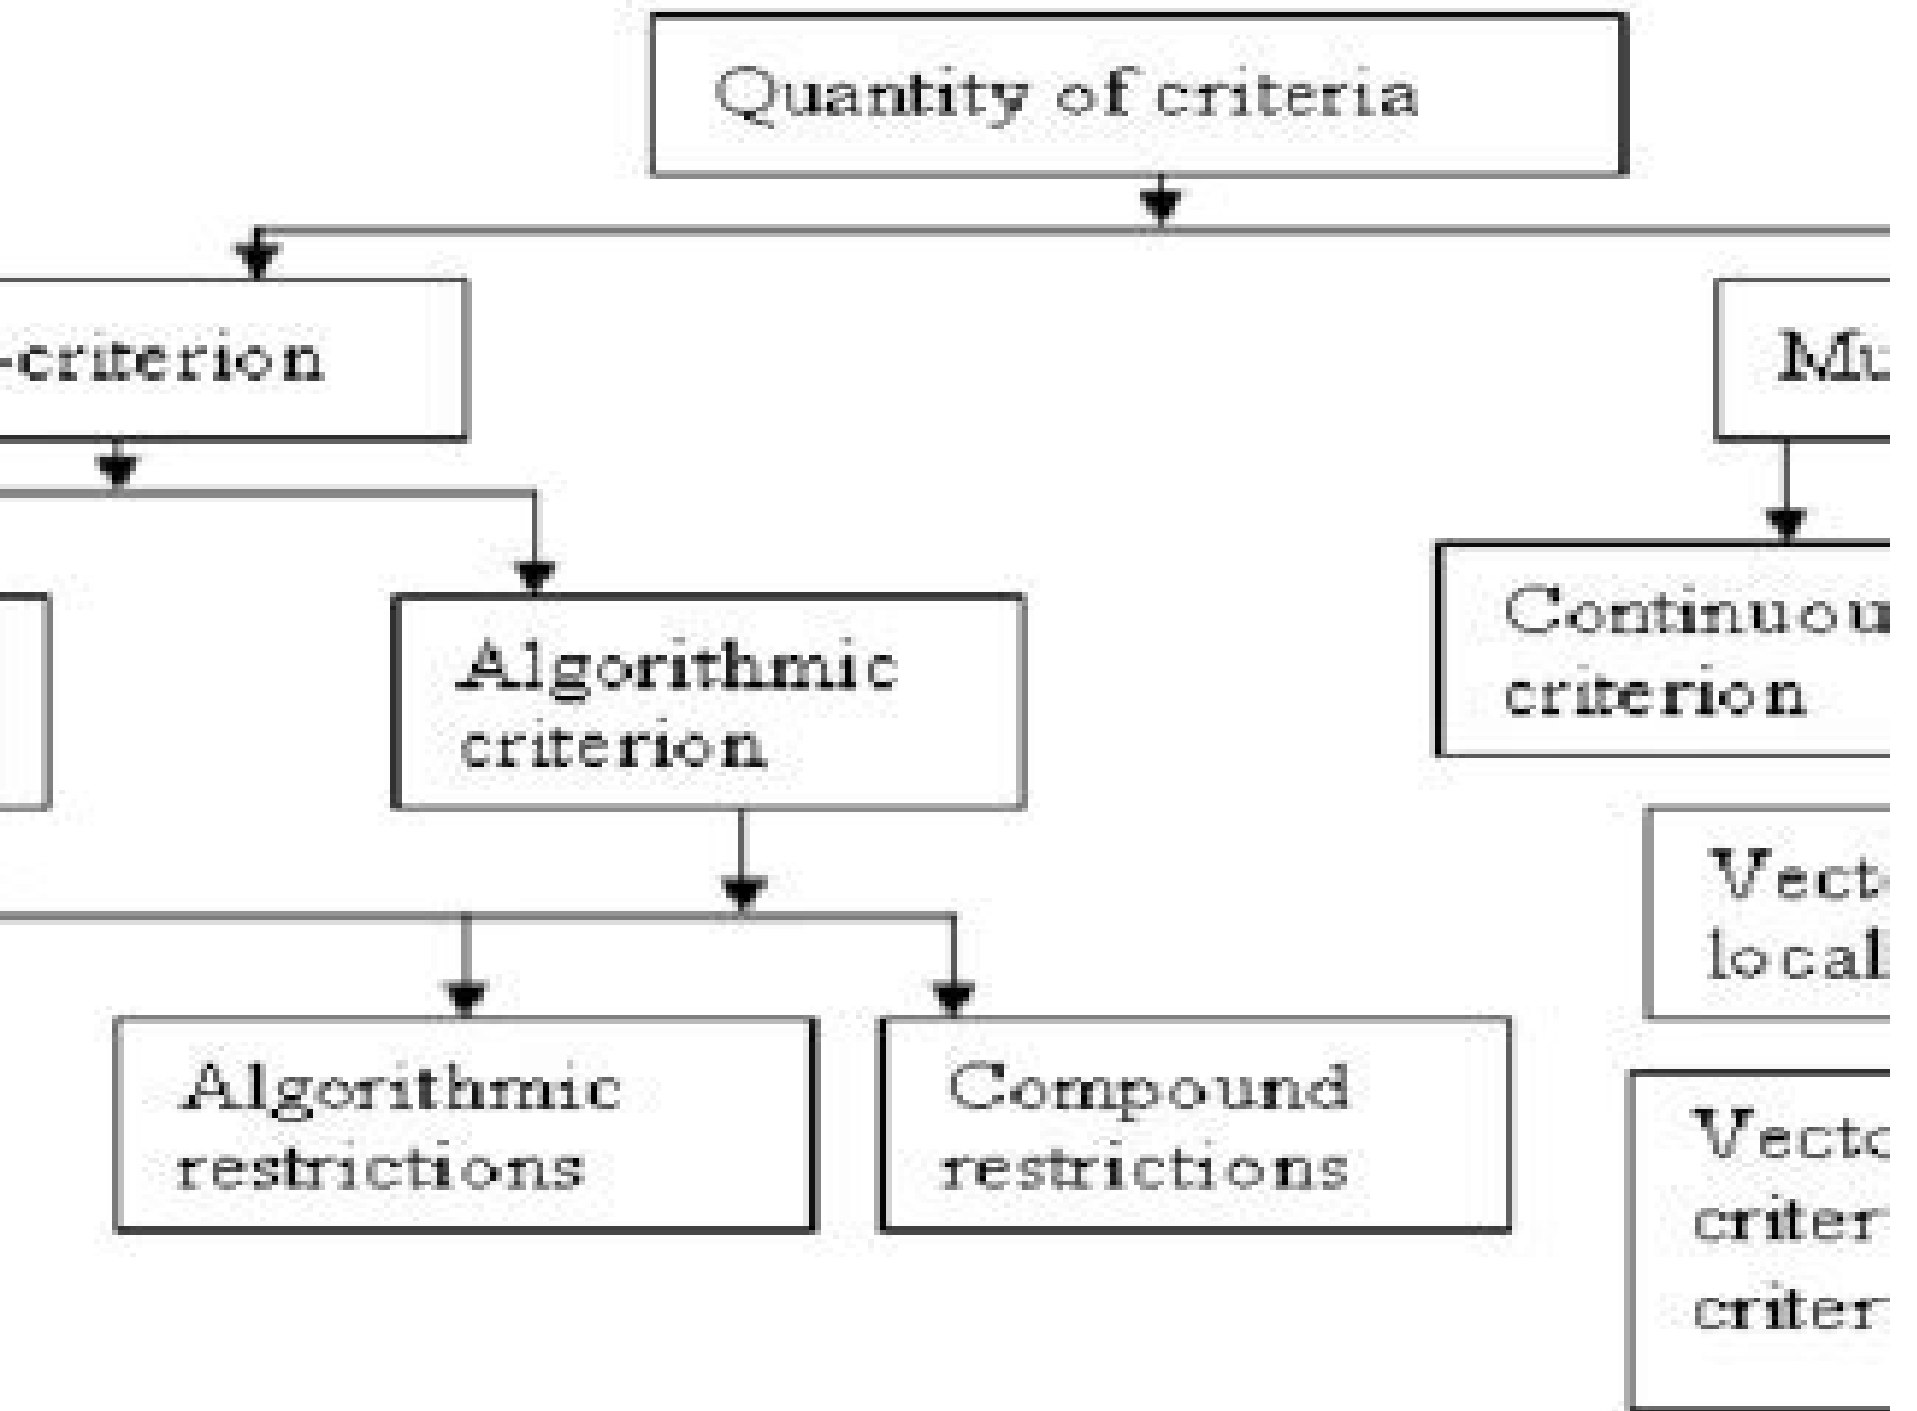 Quantity of criteria
-criterion
Algorithmic
criterion
criterion
Algorithmic
restrictions
Compound
restrictions